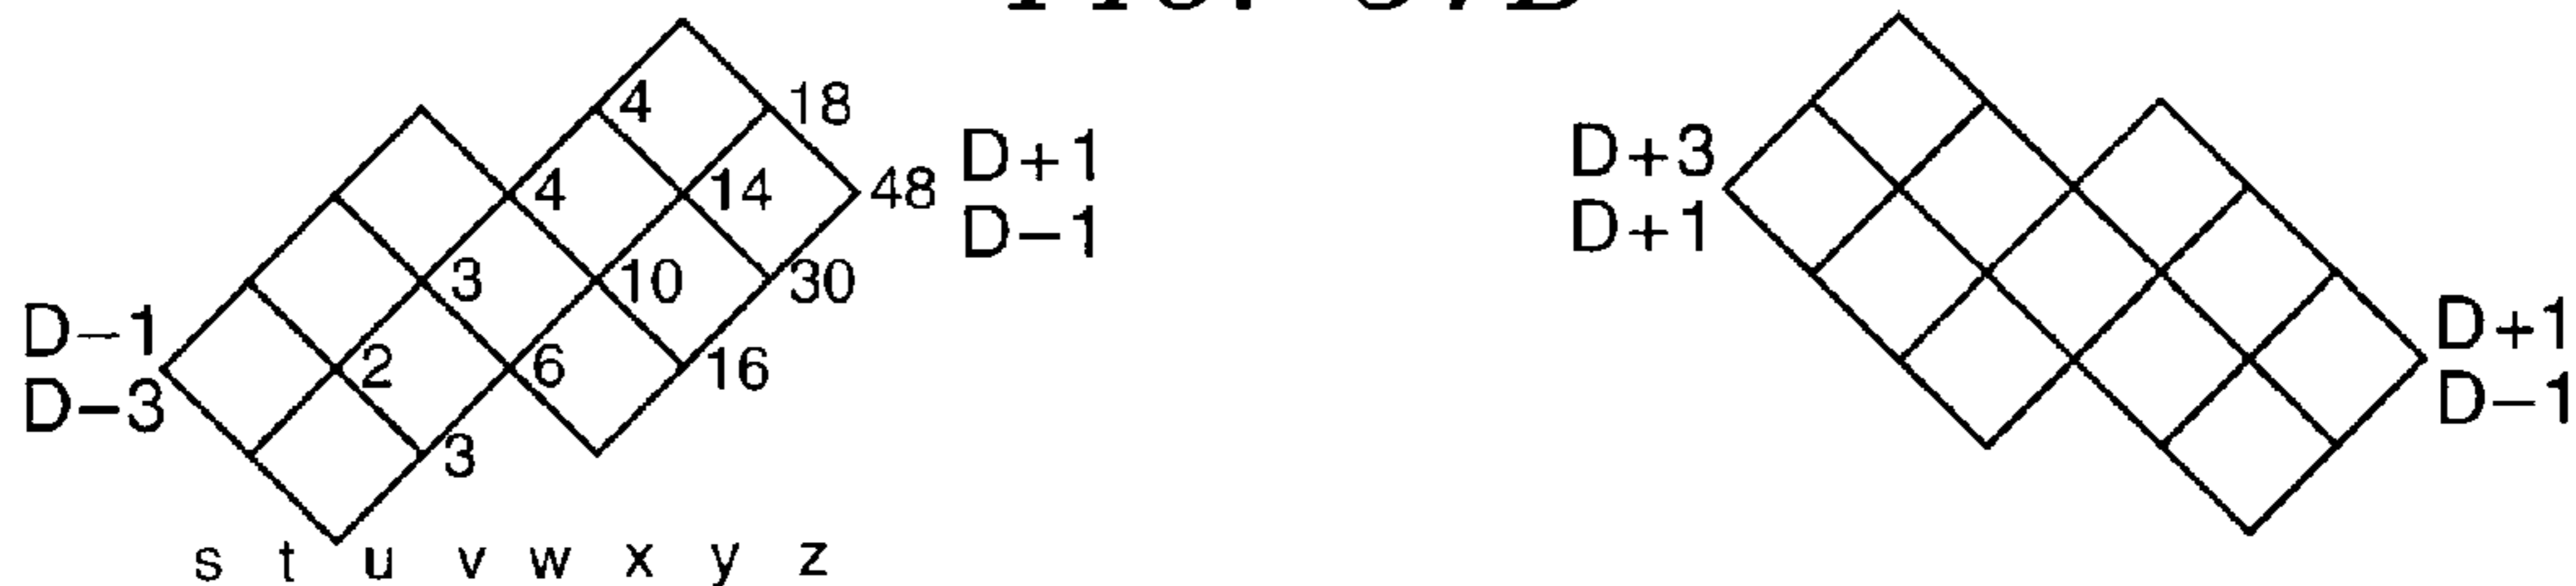 4 18
D+1 D+3
4 14 48
D-1 D+1
3 10 30
D-1 D+1
2 6 16
D-3 D-1
3
s t u v w x y z